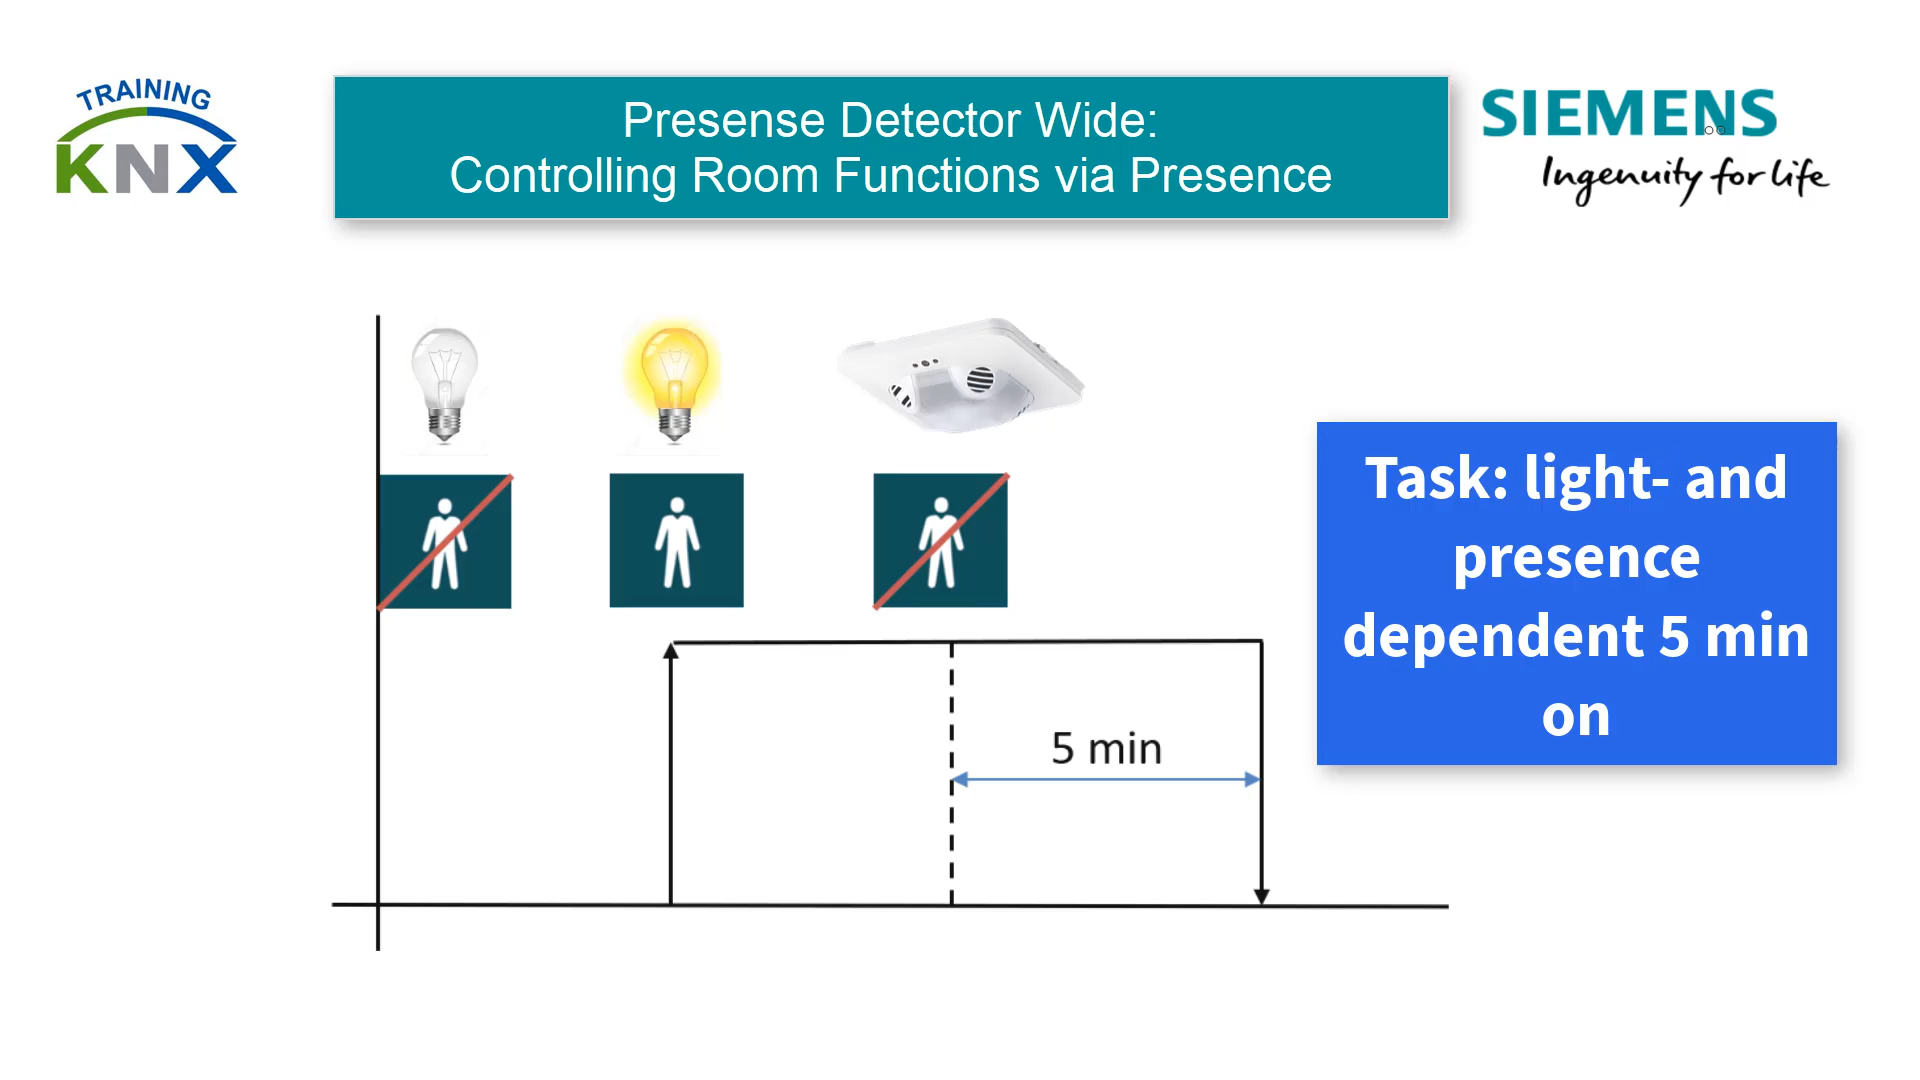 TRAINING
KNX
Presense Detector Wide:
Controlling Room Functions via Presence
SIEMENS
Ingenuity for life
Task: light- and
presence
dependent 5 min
on
5 min